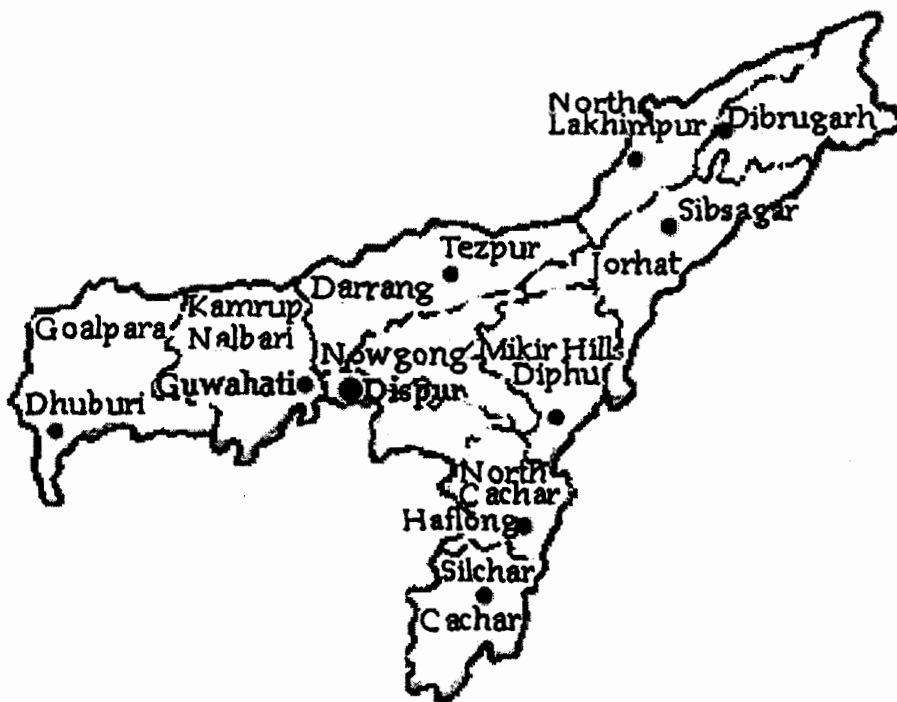 North
Lakhimpur
Dibrugarh
Sibsagar
Jorhat
Tezpur
Darrang
Kamrup
Nalbari
Goalpara
Nowgong
Mikir Hills
Diphu
Guwahati
Dispur
Dhuburi
North
Cachar
Haflong
Silchar
Cachar